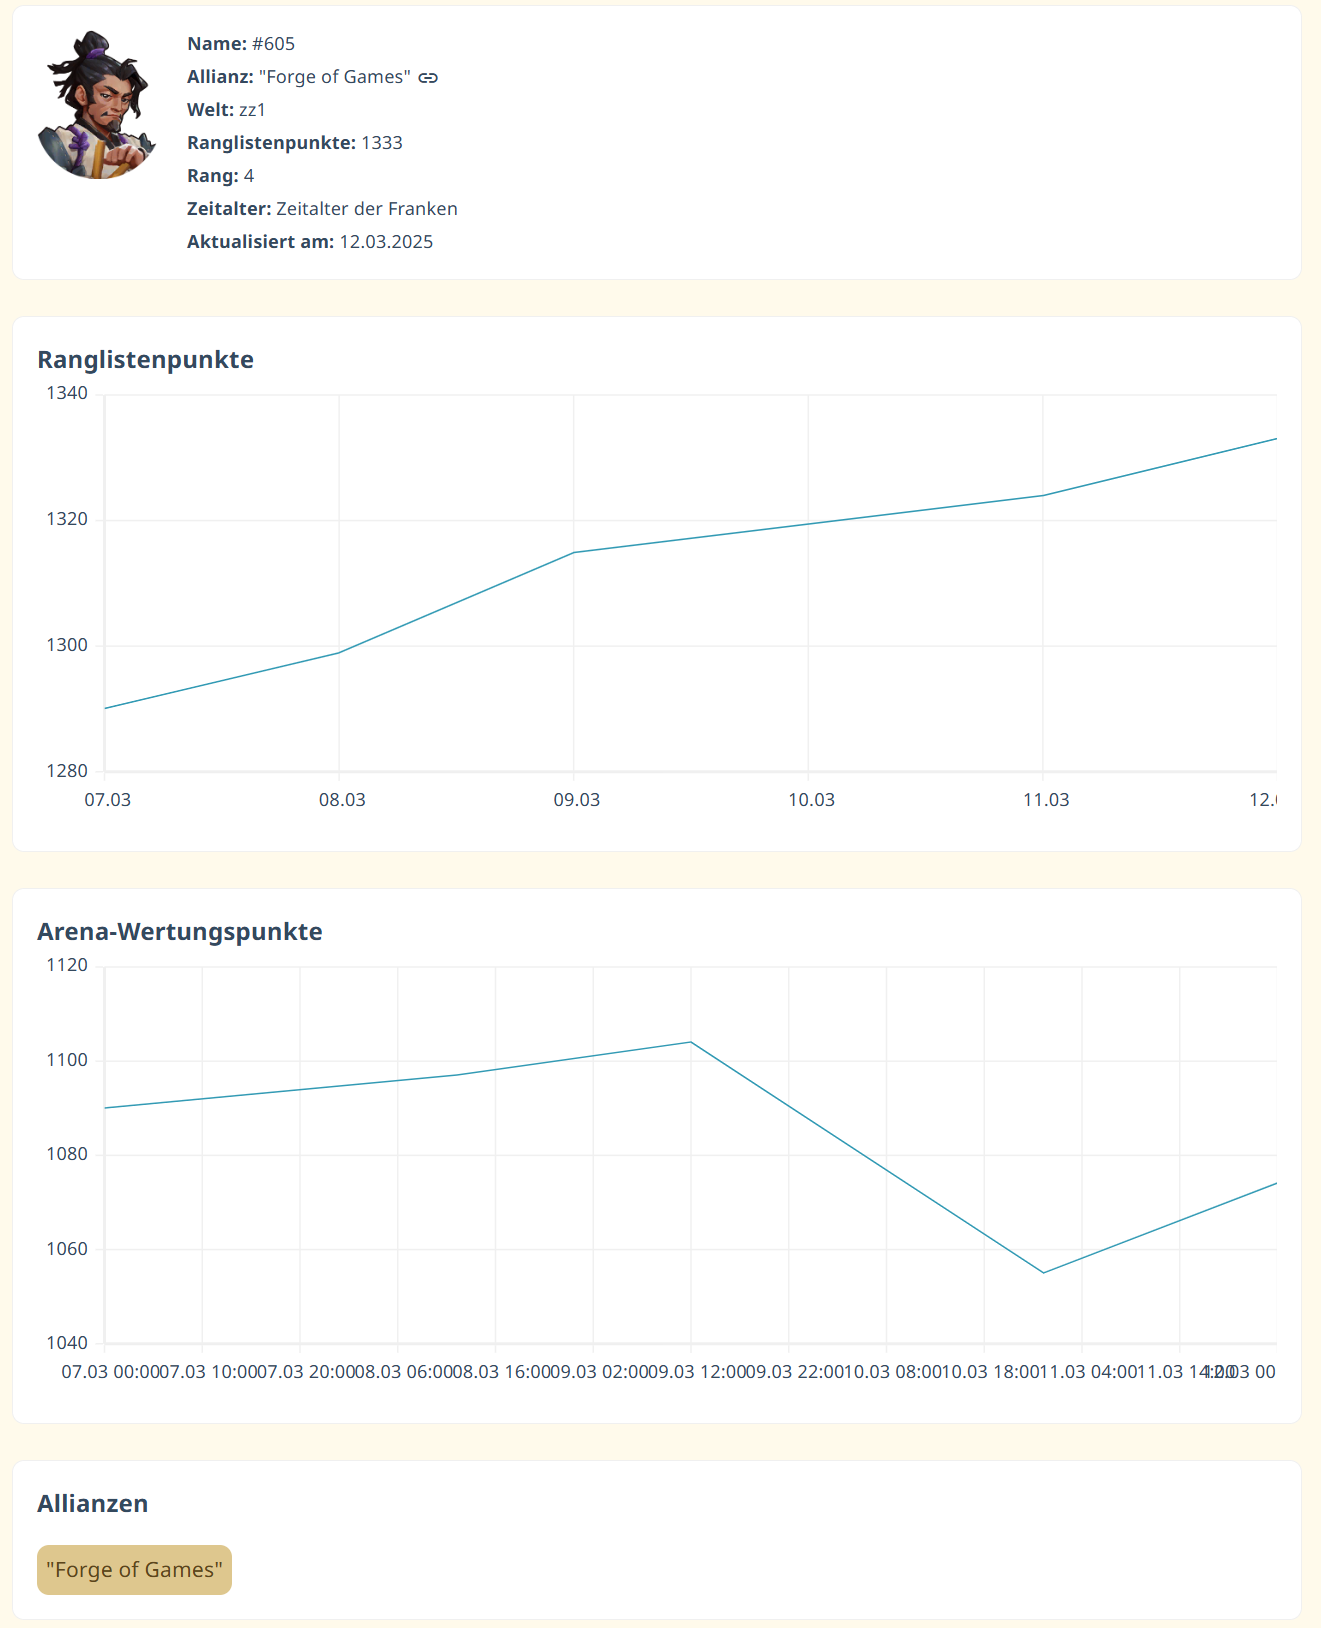 Name: #605
Allianz: "Forge of Games"
Welt: zz1
Ranglistenpunkte: 1333
Rang: 4
Zeitalter: Zeitalter der Franken
Aktualisiert am: 12.03.2025
Ranglistenpunkte
1340
1320
1300
1280
07.03 08.03 09.03 10.03 11.03
Arena-Wertungspunkte
1120
1100
1080
1060
1040
07.03 00:00 07.03 10:00 07.03 20:00 08.03 06:00 08.03 16:00 09.03 02:00 09.03 12:00 09.03 22:00 10.03 08:00 10.03 18:00 11.03 04:00 11.03 14:00 12.03 00
Allianzen
"Forge of Games"